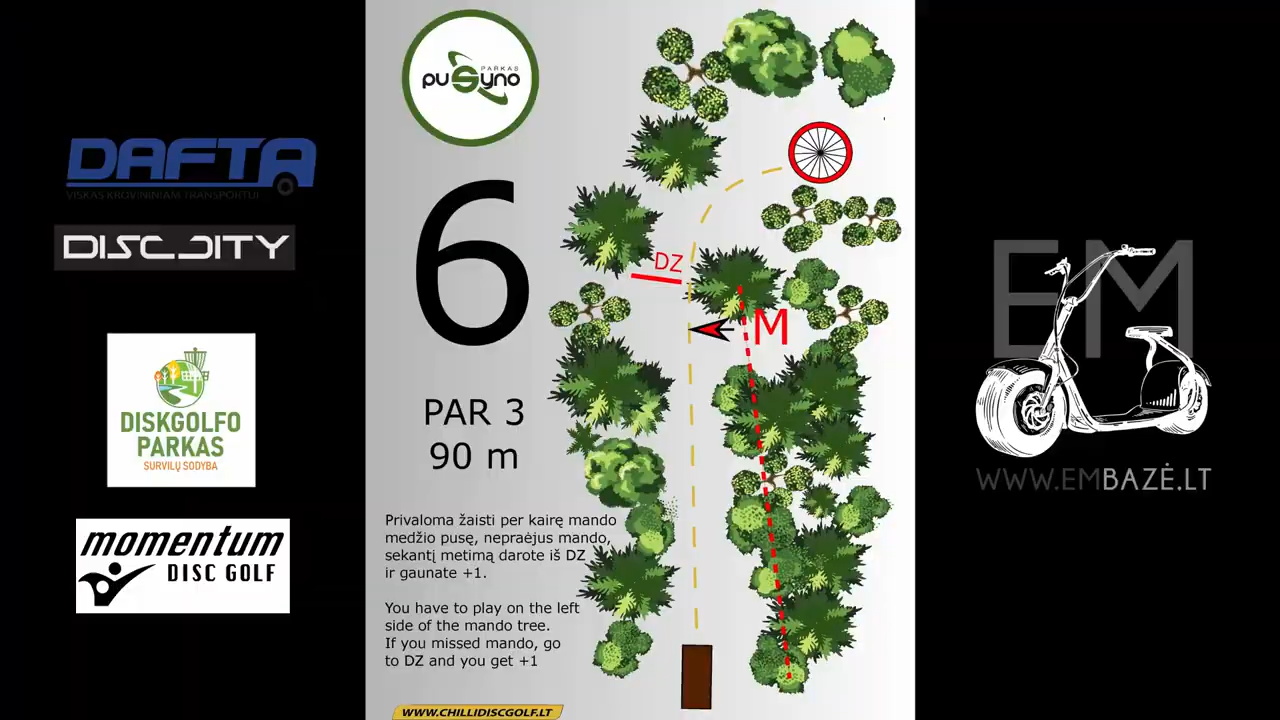 DAFTA
VISKAS KROVININIAM TRANSPORTUI
DISC CITY
DISKGOLFO
PARKAS
SURVILŲ SODYBA
momentum
DISC GOLF
PARKAS
puSyno
6
PAR 3
90 m
Privaloma žaisti per kairę mando
medžio pusę, nepraėjus mando,
sekantį metimą darote iš DZ
ir gaunate +1.
You have to play on the left
side of the mando tree.
If you missed mando, go
to DZ and you get +1
WWW.CHILLIDISCGOLF.LT
DZ
M
EM
WWW.EMBAZĖ.LT